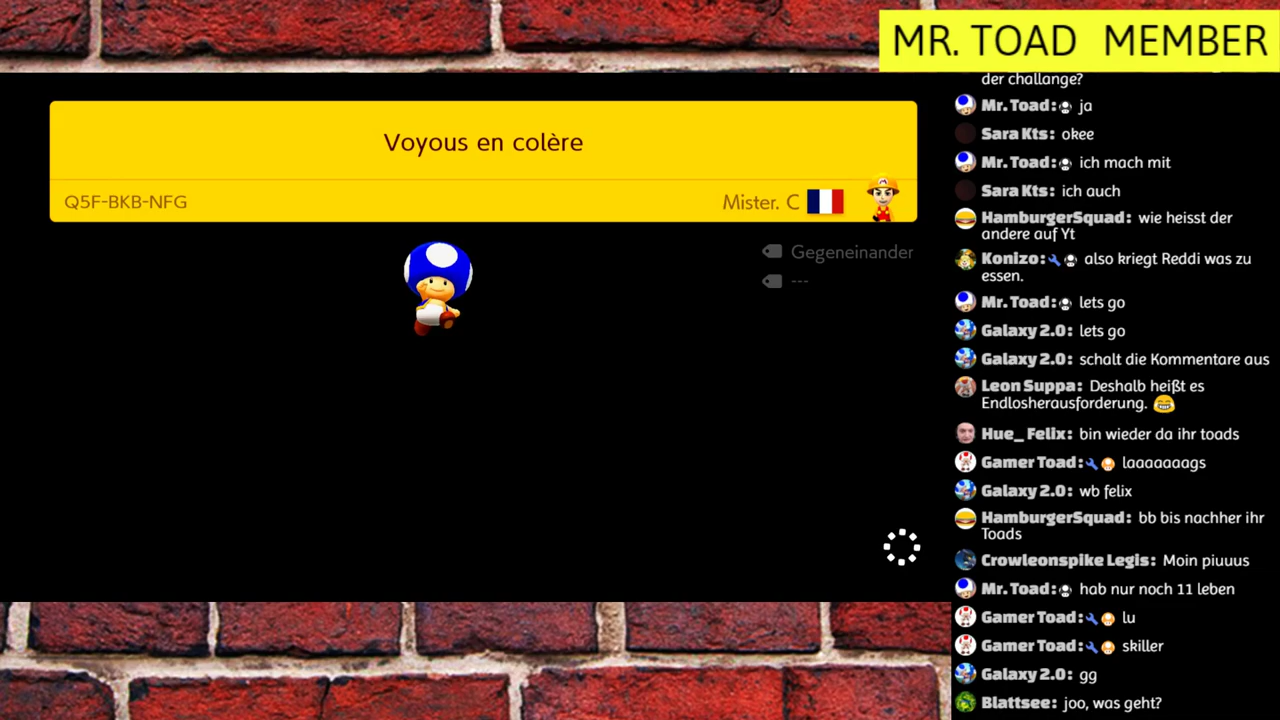 MR. TOAD MEMBER
der challange?
Mr. Toad: ja
Sara Kts: okee
Mr. Toad: ich mach mit
Sara Kts: ich auch
HamburgerSquad: wie heisst der
andere auf Yt
Konizo: also kriegt Reddi was zu
essen.
Mr. Toad: lets go
Galaxy 2.0: lets go
Galaxy 2.0: schalt die Kommentare aus
Leon Suppa: Deshalb heißt es
Endlosherausforderung. 😁
Hue_ Felix: bin wieder da ihr toads
Gamer Toad: laaaaaaags
Galaxy 2.0: wb felix
HamburgerSquad: bb bis nachher ihr
Toads
Crowleonspike Legis: Moin piuuus
Mr. Toad: hab nur noch 11 leben
Gamer Toad: lu
Gamer Toad: skiller
Galaxy 2.0: gg
Blattsee: joo, was geht?
Voyous en colère
Q5F-BKB-NFG
Mister. C
Gegeneinander
---